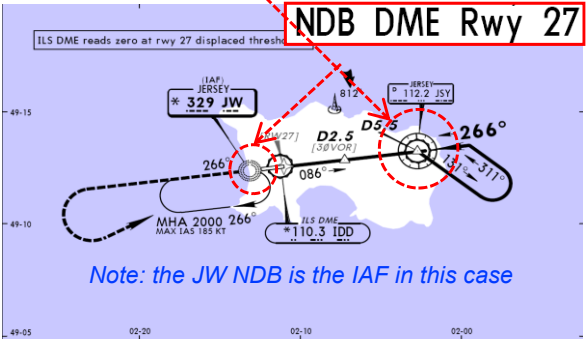 NDB DME Rwy 27
ILS DME reads zero at rwy 27 displaced thresh
(IAF)
JERSEY
* 329 JW
812
JERSEY
D 112.2 JSY
49-15
RW27]
D2.5
[30VOR]
D5.5
266°
266°
086°
131°
311°
MHA 2000
MAX IAS 185 KT
266°
ILS DME
*110.3 IDD
49-10
Note: the JW NDB is the IAF in this case
49-05
02-20
02-10
02-00